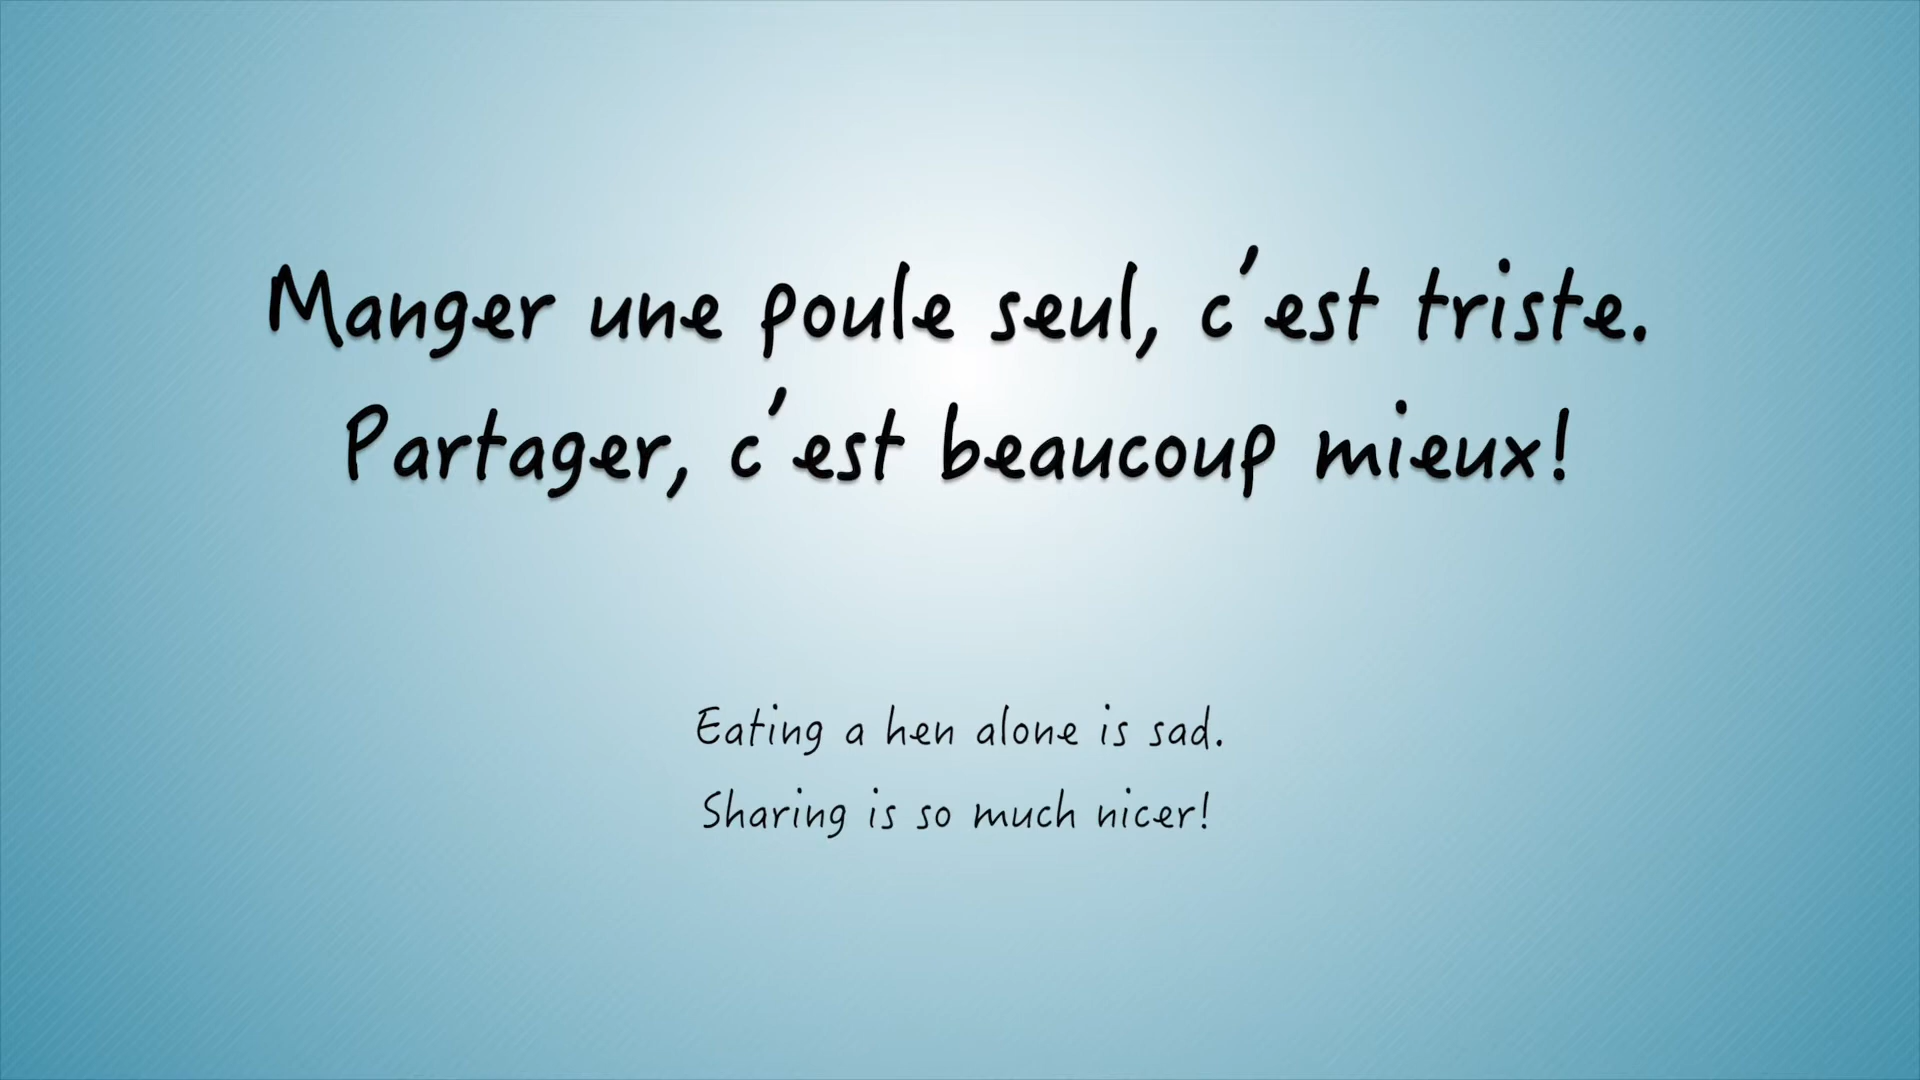 Manger une poule seul, c'est triste.
Partager, c'est beaucoup mieux!
Eating a hen alone is sad.
Sharing is so much nicer!